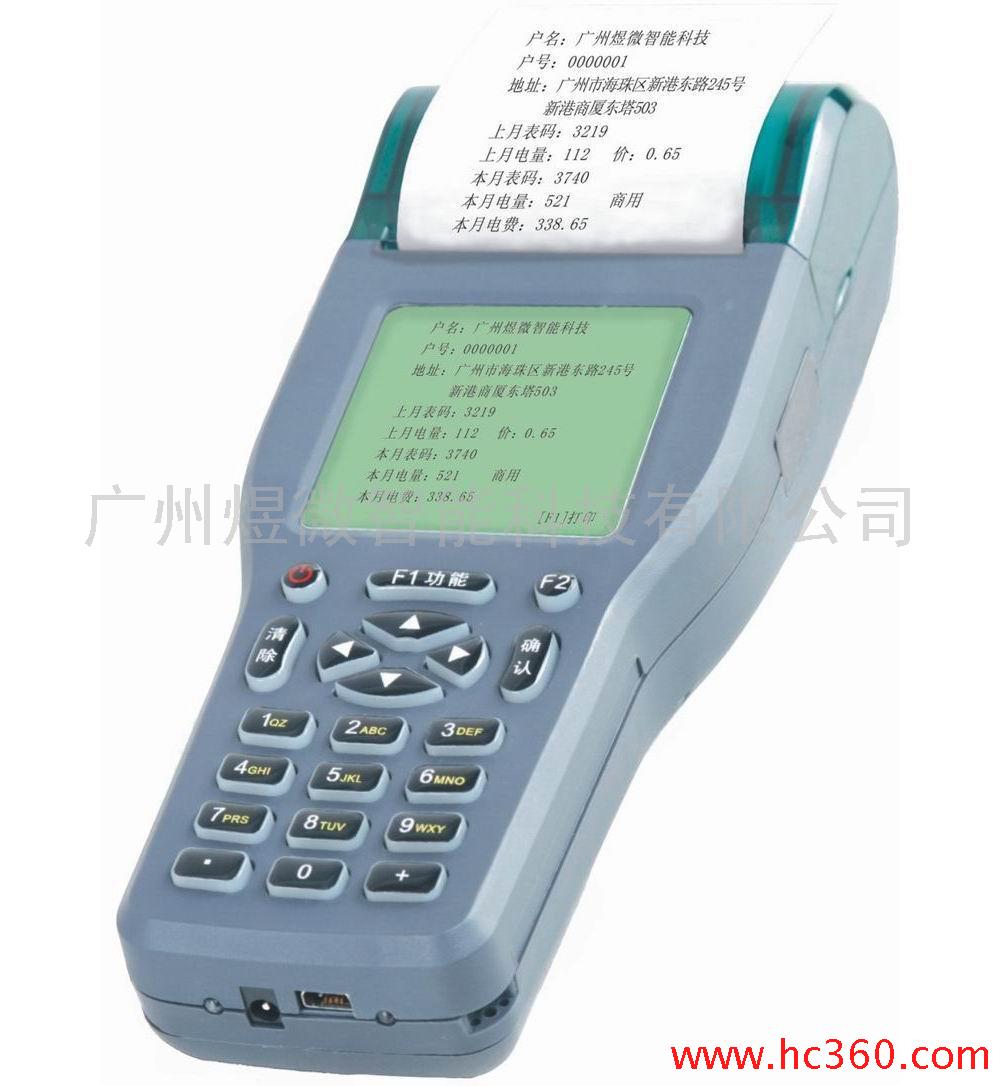 户名：广州煜微智能科技
户号：0000001
地址：广州市海珠区新港东路245号
新港商厦东塔503
上月表码：3219
上月电量：112 价：0.65
本月表码：3740
本月电量：521 商用
本月电费：338.65
户名：广州煜微智能科技
户号：0000001
地址：广州市海珠区新港东路245号
新港商厦东塔503
上月表码：3219
上月电量：112 价：0.65
本月表码：3740
本月电量：521 商用
本月电费：338.65
[F1]打印
广州煜微智能科技有限公司
F1功能 F2
清除 确认
1QZ 2ABC 3DEF
4GHI 5JKL 6MNO
7PRS 8TUV 9WXY
. 0 +
www.hc360.com